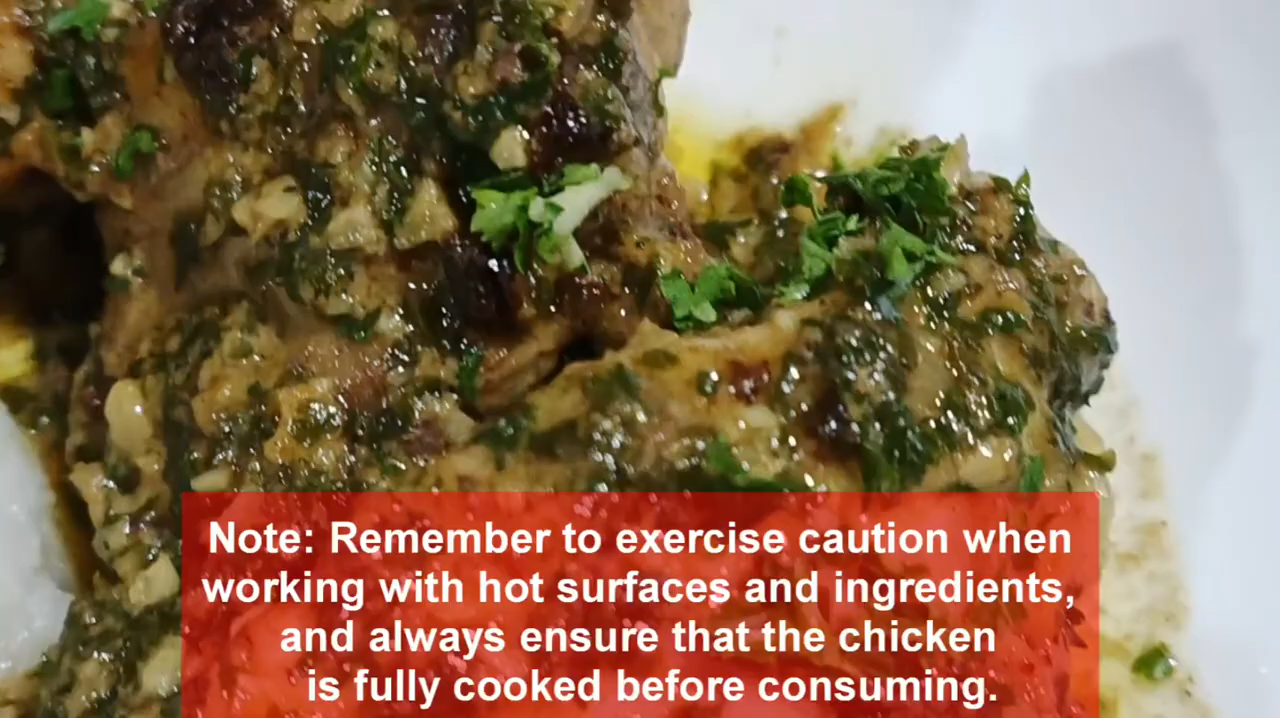 Note: Remember to exercise caution when
working with hot surfaces and ingredients,
and always ensure that the chicken
is fully cooked before consuming.